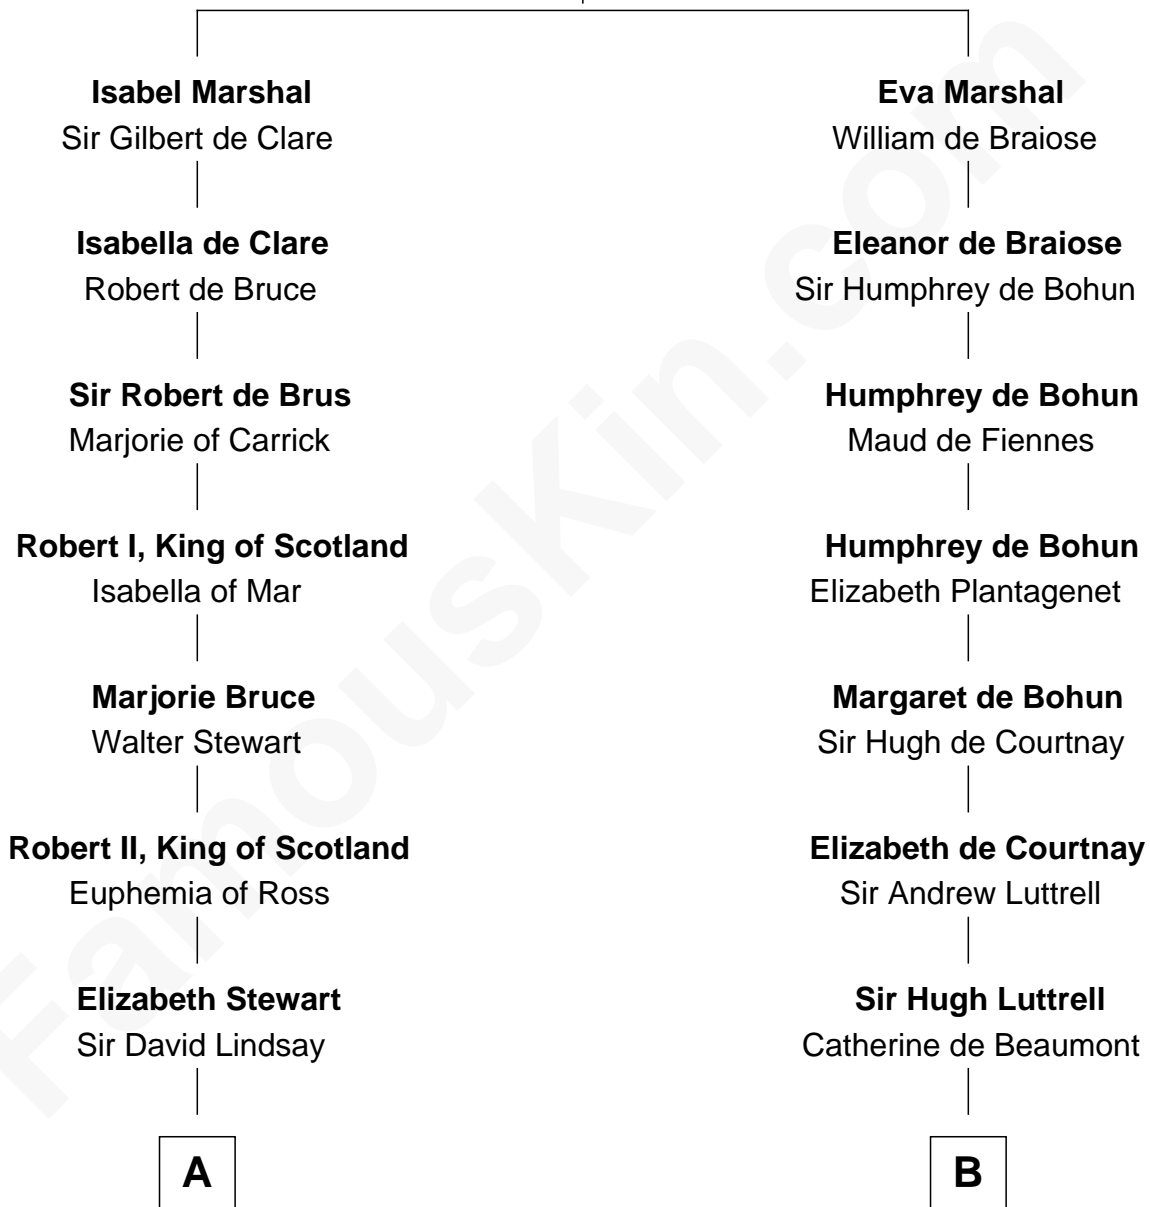 Isabel Marshal
Sir Gilbert de Clare
Isabella de Clare
Robert de Bruce
Sir Robert de Brus
Marjorie of Carrick
Robert I, King of Scotland
Isabella of Mar
Marjorie Bruce
Walter Stewart
Robert II, King of Scotland
Euphemia of Ross
Elizabeth Stewart
Sir David Lindsay
A
Eva Marshal
William de Braiose
Eleanor de Braiose
Sir Humphrey de Bohun
Humphrey de Bohun
Maud de Fiennes
Humphrey de Bohun
Elizabeth Plantagenet
Margaret de Bohun
Sir Hugh de Courtnay
Elizabeth de Courtnay
Sir Andrew Luttrell
Sir Hugh Luttrell
Catherine de Beaumont
B
FamousKin.com